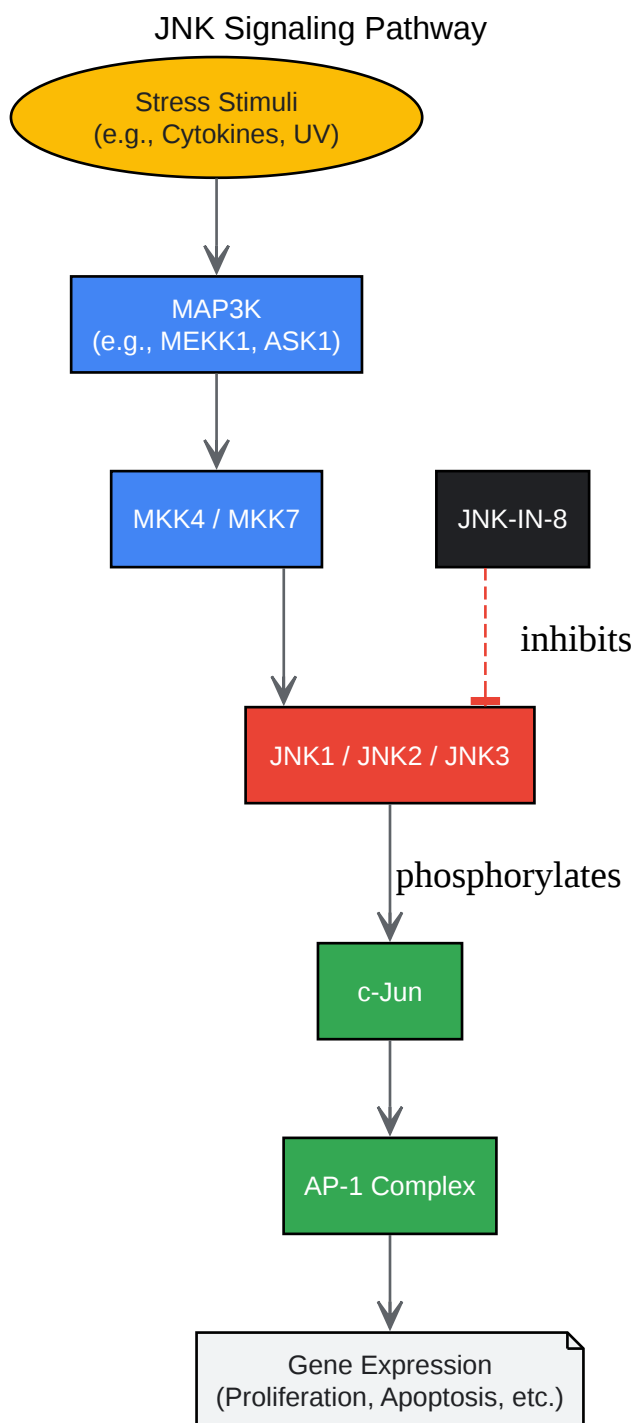 JNK Signaling Pathway
Stress Stimuli
(e.g., Cytokines, UV)
MAP3K
(e.g., MEKK1, ASK1)
MKK4 / MKK7
JNK-IN-8
inhibits
JNK1 / JNK2 / JNK3
phosphorylates
c-Jun
AP-1 Complex
Gene Expression
(Proliferation, Apoptosis, etc.)